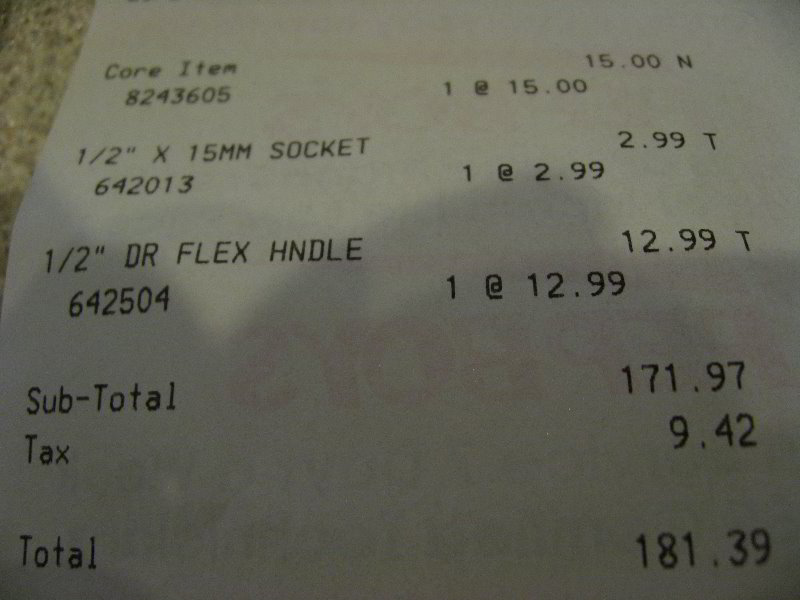 Core Item 15.00 N
8243605 1 @ 15.00
1/2" X 15MM SOCKET 2.99 T
642013 1 @ 2.99
1/2" DR FLEX HNDLE 12.99 T
642504 1 @ 12.99
Sub-Total 171.97
Tax 9.42
Total 181.39